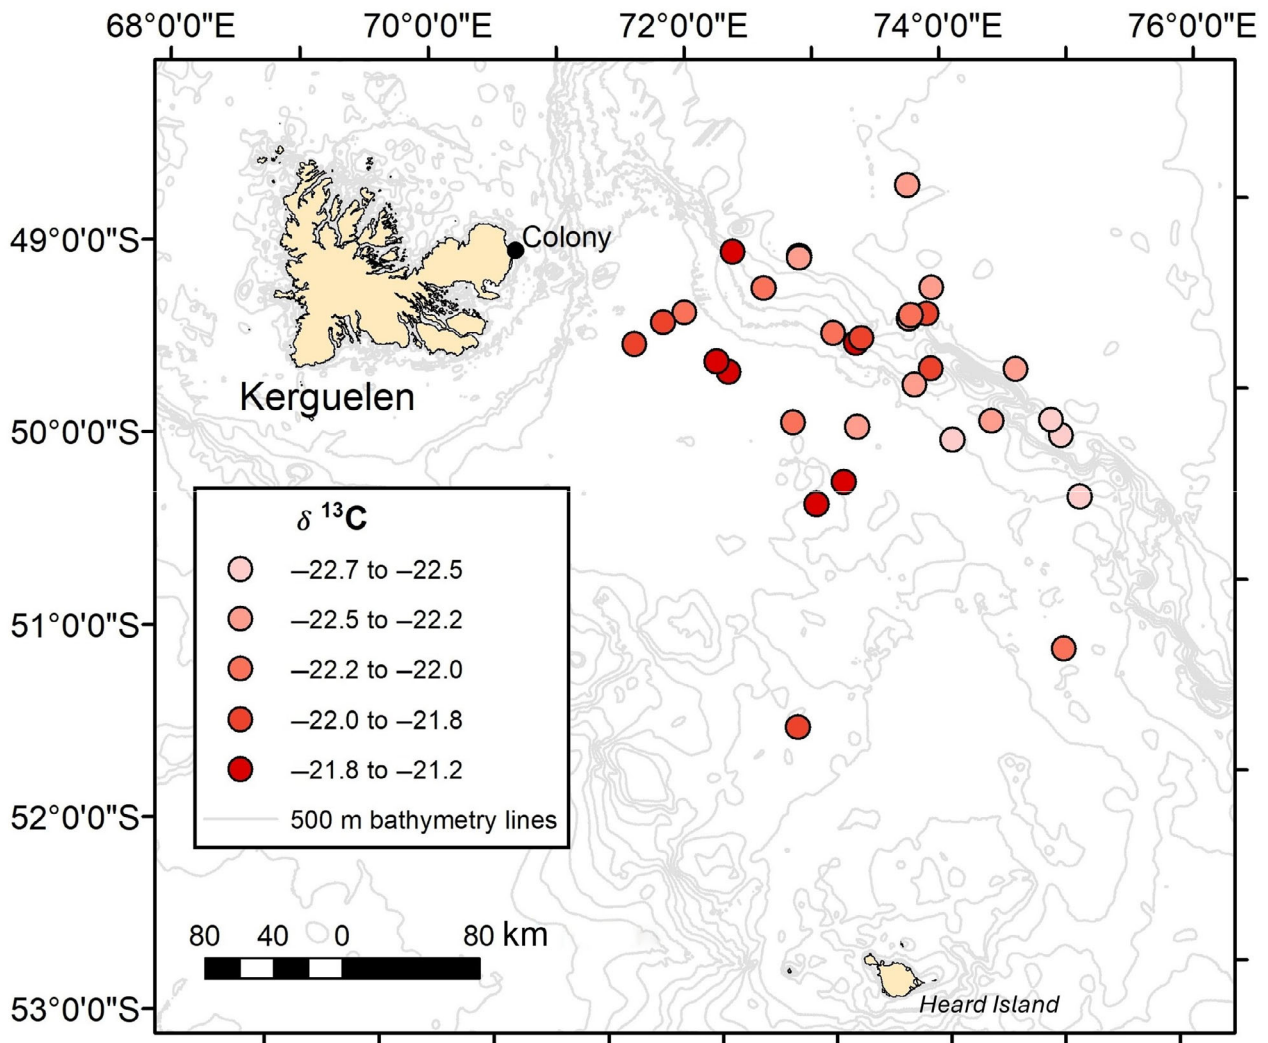 68°0'0"E 70°0'0"E 72°0'0"E 74°0'0"E 76°0'0"E
49°0'0"S
Colony
Kerguelen
50°0'0"S
δ ¹³C
–22.7 to –22.5
–22.5 to –22.2
51°0'0"S
–22.2 to –22.0
–22.0 to –21.8
–21.8 to –21.2
52°0'0"S
500 m bathymetry lines
80 40 0 80 km
53°0'0"S
Heard Island